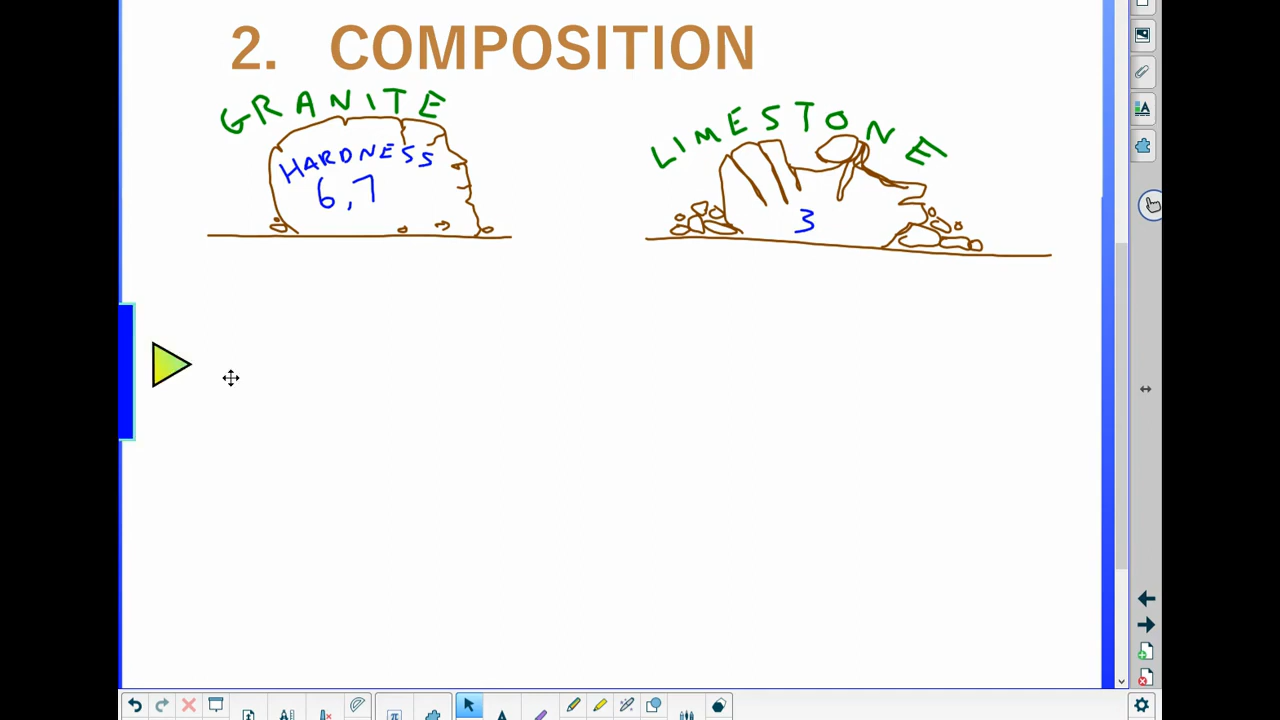 2. COMPOSITION
GRANITE
LIMESTONE
HARDNESS
6,7
3